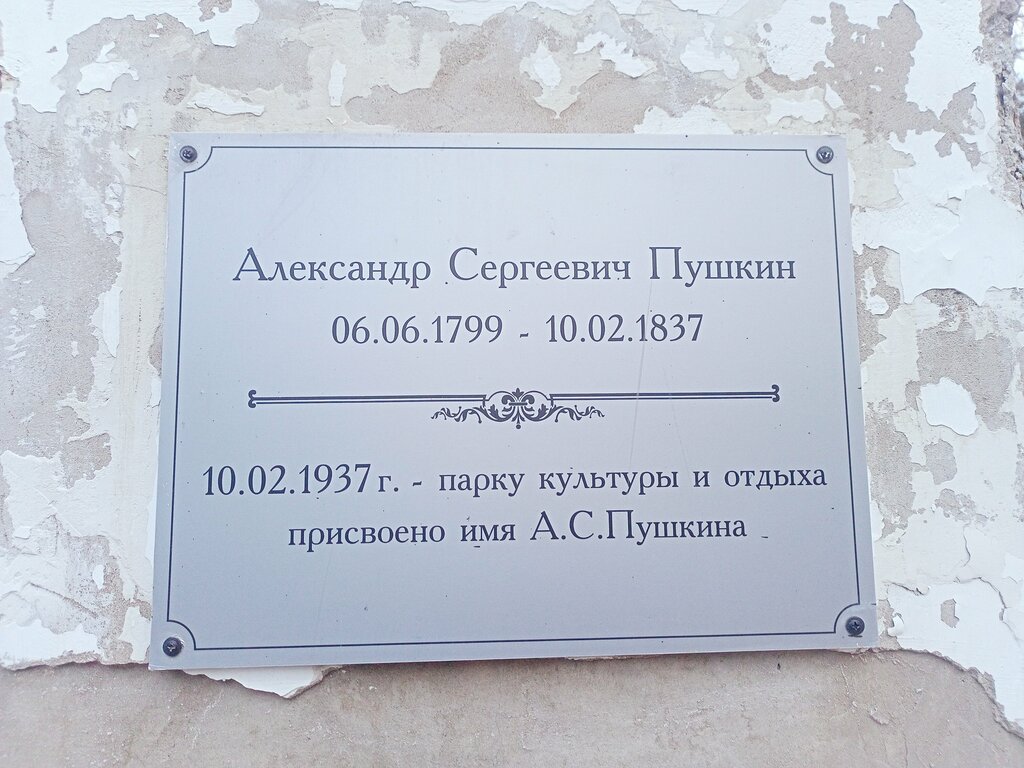 Александр Сергеевич Пушкин
06.06.1799 - 10.02.1837
10.02.1937 г. - парку культуры и отдыха
присвоено имя А.С.Пушкина